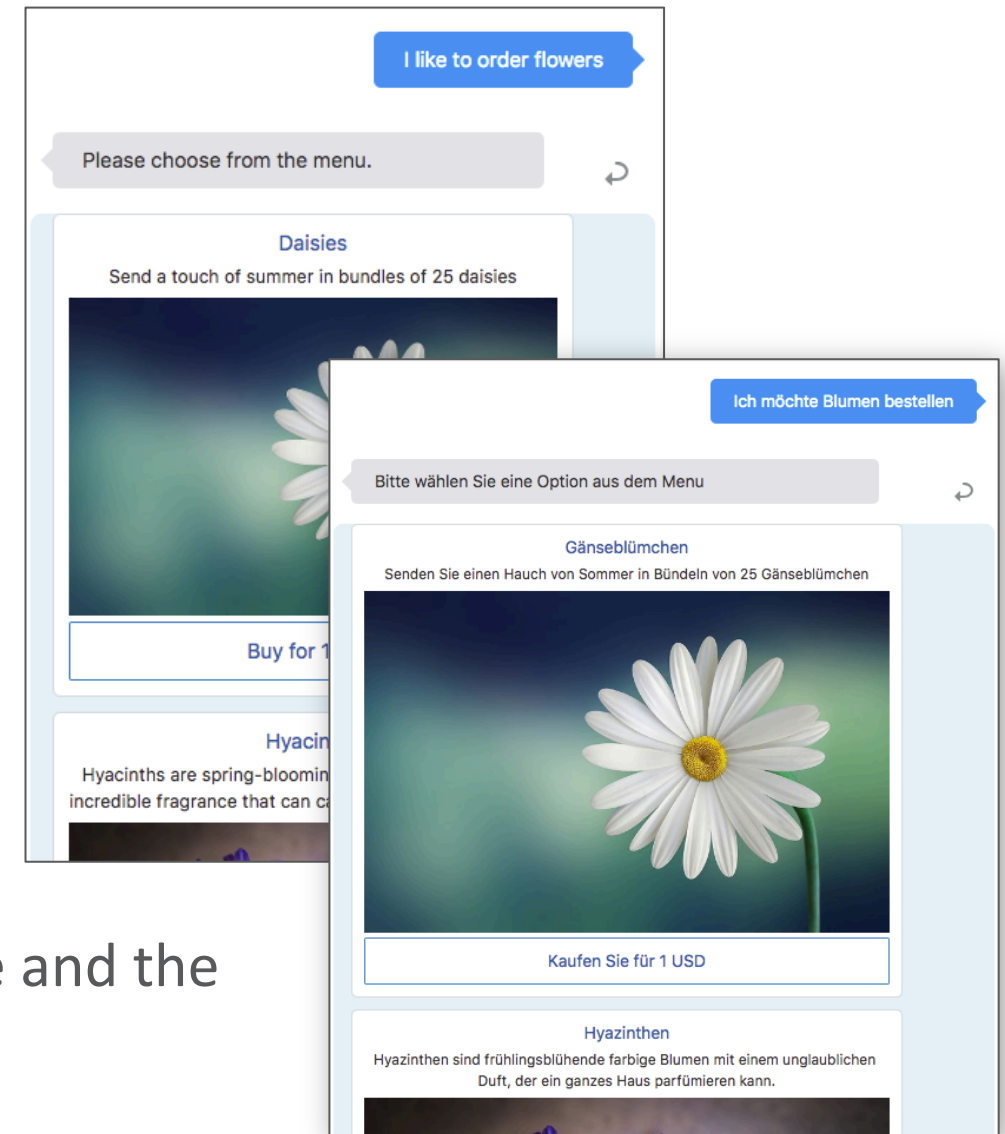 I like to order flowers
Please choose from the menu.
Daisies
Send a touch of summer in bundles of 25 daisies
Buy for 1
Hyacin
Hyacinths are spring-bloomin
incredible fragrance that can ca
Ich möchte Blumen bestellen
Bitte wählen Sie eine Option aus dem Menu
Gänseblümchen
Senden Sie einen Hauch von Sommer in Bündeln von 25 Gänseblümchen
Kaufen Sie für 1 USD
Hyazinthen
Hyazinthen sind frühlingsblühende farbige Blumen mit einem unglaublichen
Duft, der ein ganzes Haus parfümieren kann.
and the